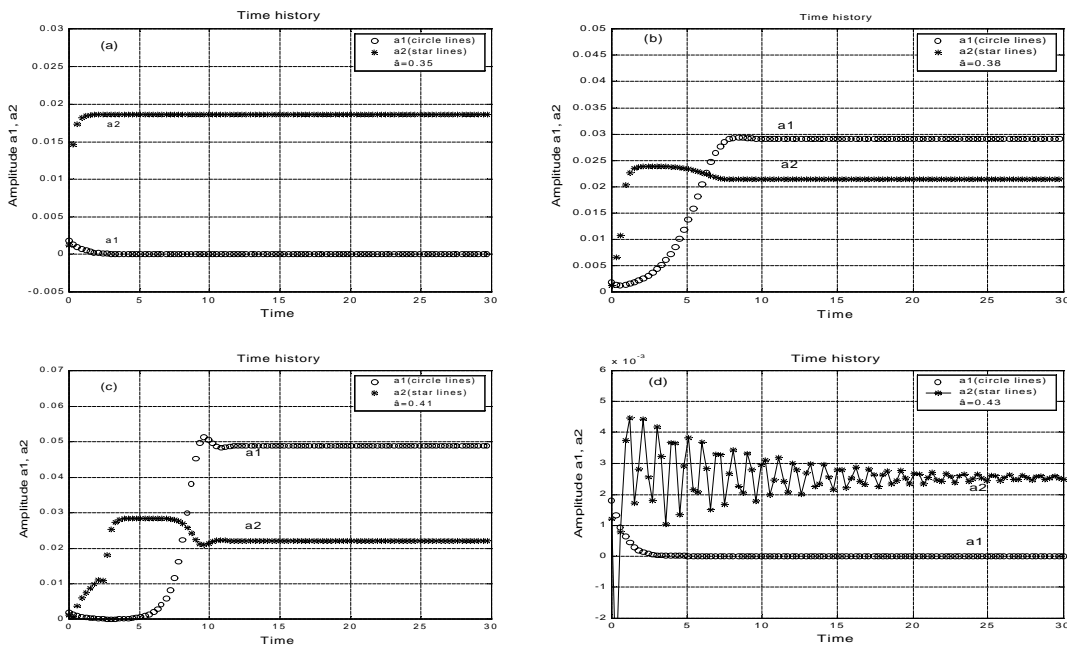 Time history
(a)
a1(circle lines)
a2(star lines)
â=0.35
0.03
0.025
0.02
0.015
0.01
0.005
0
-0.005
a2
a1
0 5 10 15 20 25 30
Time
Amplitude a1, a2
Time history
(b)
a1(circle lines)
a2(star lines)
â=0.38
0.05
0.045
0.04
0.035
0.03
0.025
0.02
0.015
0.01
0.005
0
a1
a2
0 5 10 15 20 25 30
Time
Amplitude a1, a2
Time history
(c)
a1(circle lines)
a2(star lines)
â=0.41
0.07
0.06
0.05
0.04
0.03
0.02
0.01
0
a1
a2
0 5 10 15 20 25 30
Time
Amplitude a1, a2
Time history
x 10 -3
(d)
a1(circle lines)
a2(star lines)
â=0.43
6
5
4
3
2
1
0
-1
-2
a2
a1
0 5 10 15 20 25 30
Time
Amplitude a1, a2